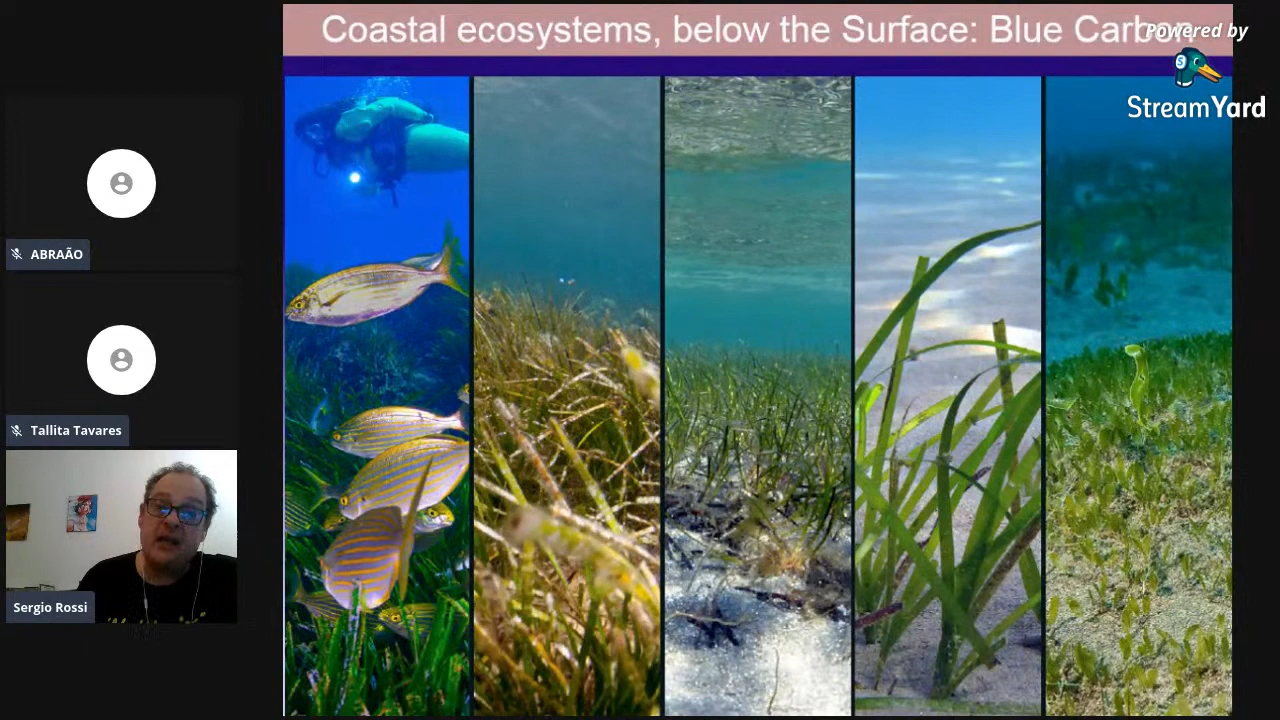 Coastal ecosystems, below the Surface: Blue Carbon
Powered by
StreamYard
ABRAÃO
Tallita Tavares
Sergio Rossi